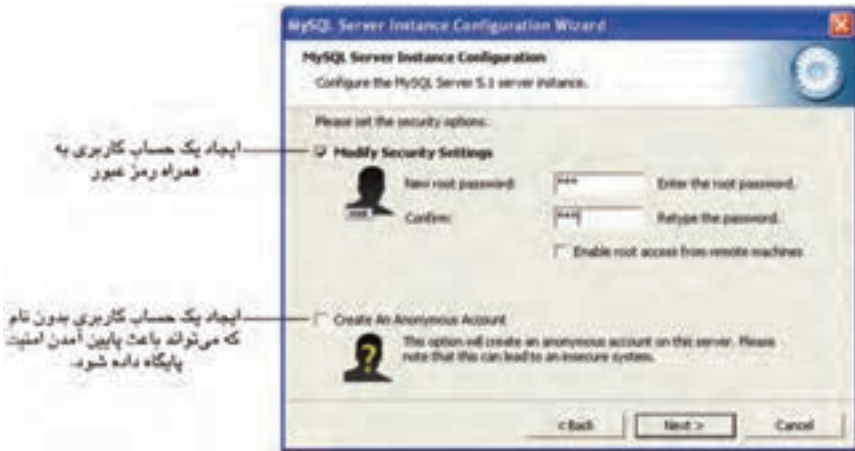 MySQL Server Instance Configuration Wizard
MySQL Server Instance Configuration
Configure the MySQL Server 5.1 server instance.
Please set the security options.
ایجاد یک حساب کاربری به
همراه رمز عبور
Modify Security Settings
New root password: *** Enter the root password.
root
Confirm: *** Retype the password.
Enable root access from remote machines
ایجاد یک حساب کاربری بدون نام
که می‌تواند باعث پایین آمدن امنیت
پایگاه داده شود.
Create An Anonymous Account
This option will create an anonymous account on this server. Please
note that this can lead to an insecure system.
< Back
Next >
Cancel